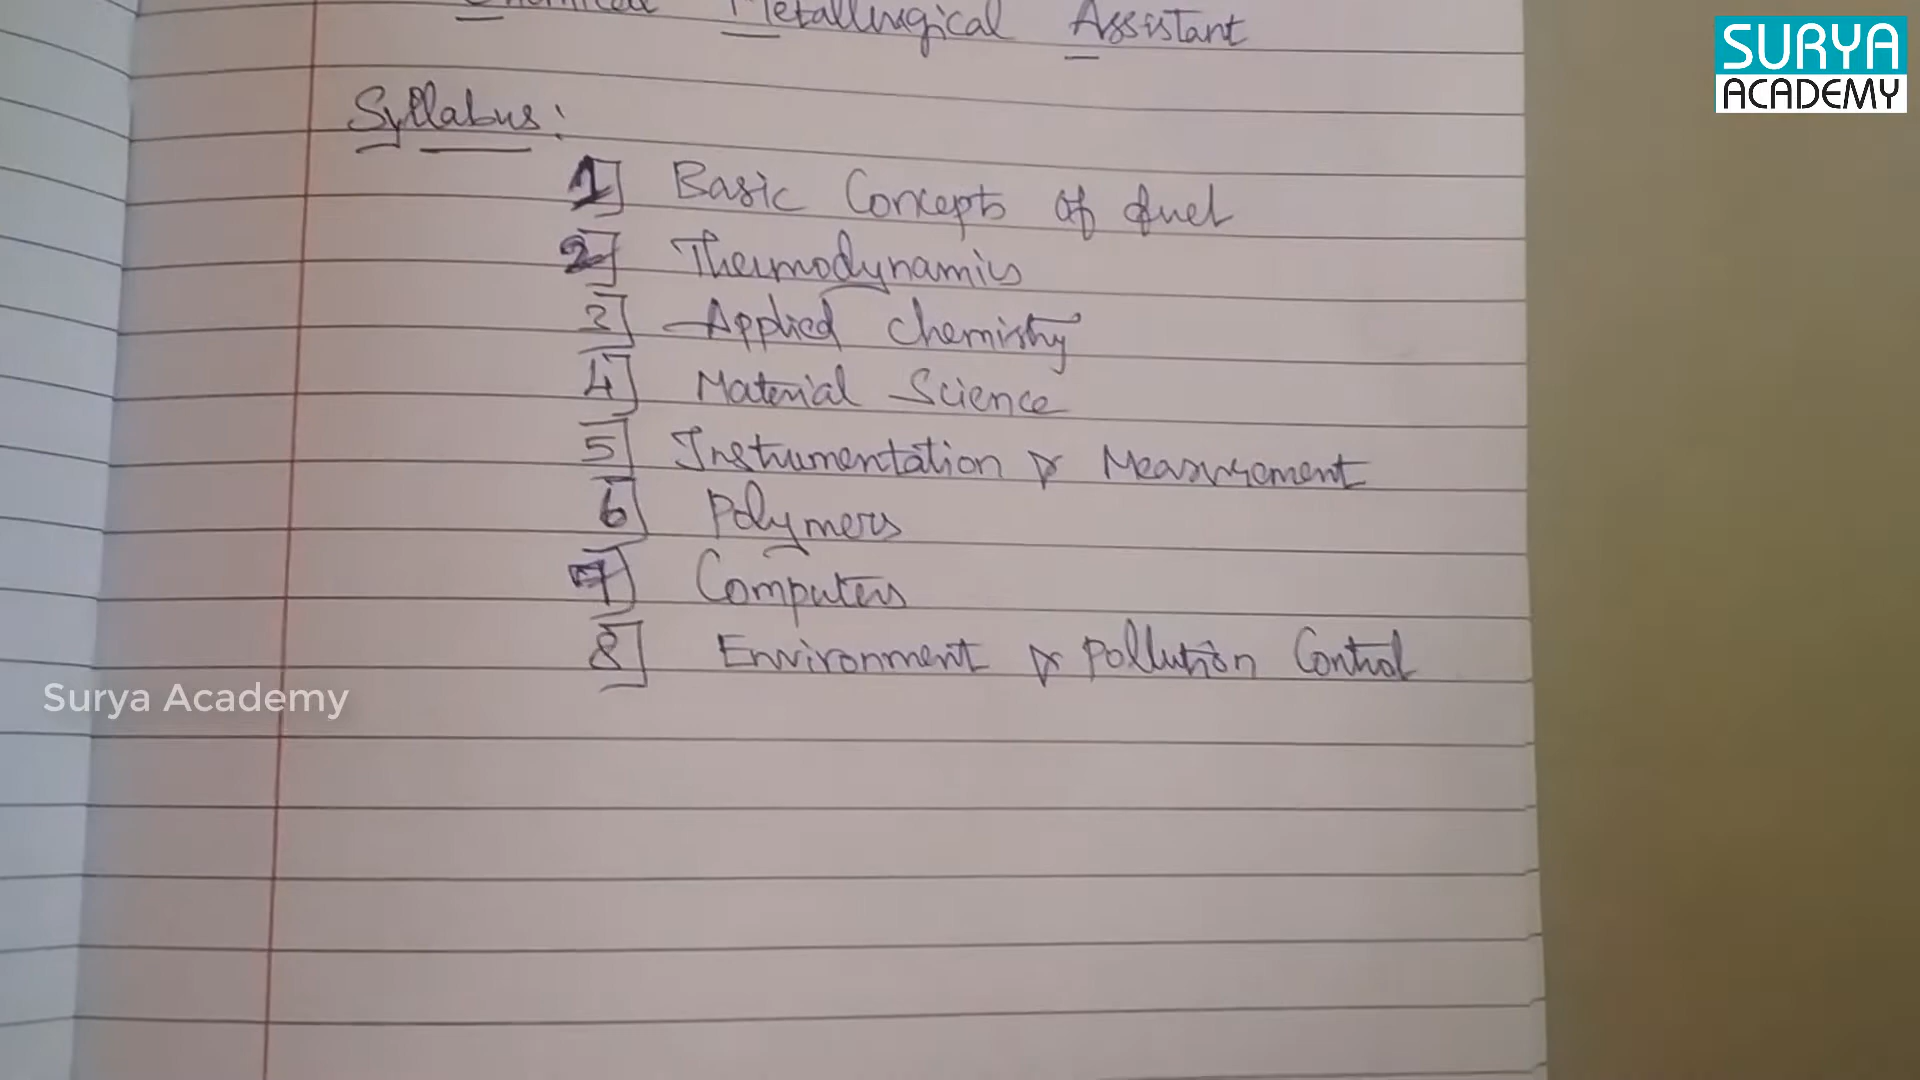 Chemical Metallurgical Assistant
SURYA
ACADEMY
Syllabus:
1] Basic Concepts of fuel
2] Thermodynamics
3] Applied Chemistry
4] Material Science
5] Instrumentation & Measurement
6] Polymers
7] Computers
8] Environment & Pollution Control
Surya Academy